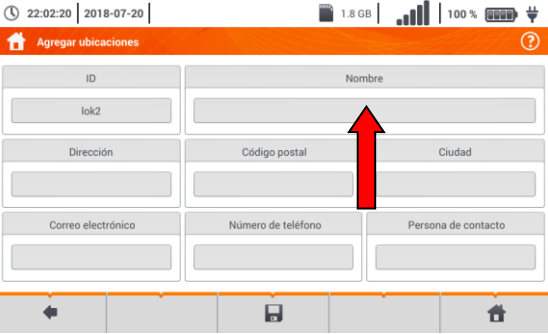 22:02:20 2018-07-20 1.8 GB 100 %
Agregar ubicaciones ?
ID Nombre
lok2
Dirección Código postal Ciudad
Correo electrónico Número de teléfono Persona de contacto